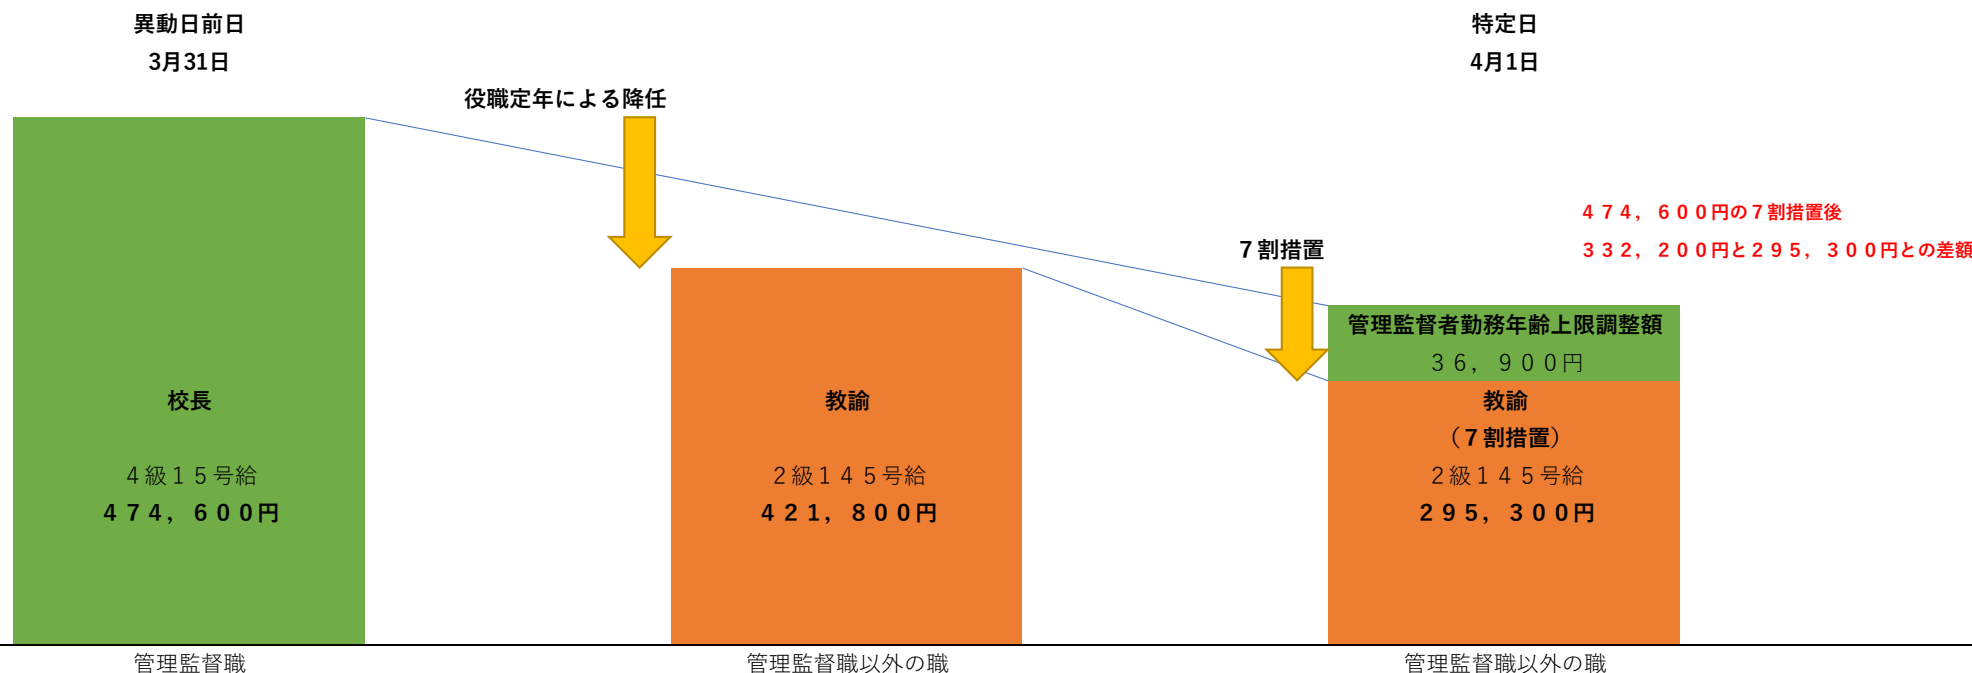 異動日前日
3月31日
特定日
4月1日
役職定年による降任
４７４，６００円の７割措置後
３３２，２００円と２９５，３００円との差額
７割措置
管理監督者勤務年齢上限調整額
３６，９００円
校長
４級１５号給
４７４，６００円
教諭
２級１４５号給
４２１，８００円
教諭
（７割措置）
２級１４５号給
２９５，３００円
管理監督職
管理監督職以外の職
管理監督職以外の職